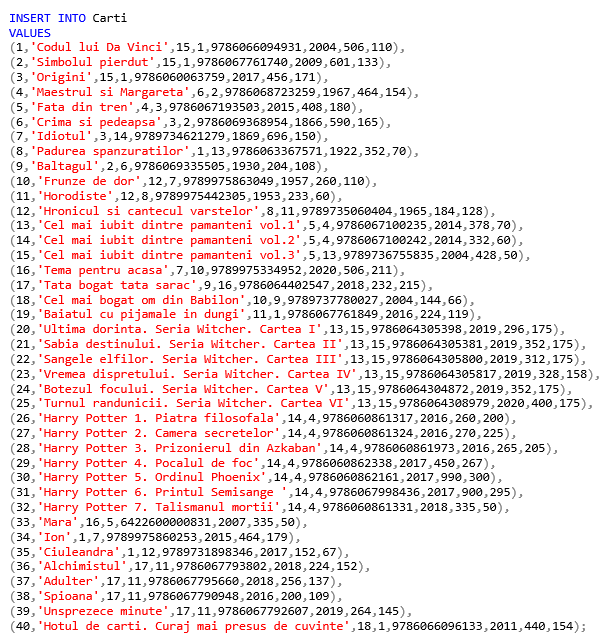 INSERT INTO Carti
VALUES
(1,'Codul lui Da Vinci',15,1,9786066094931,2004,506,110),
(2,'Simbolul pierdut',15,1,9786067761740,2009,601,133),
(3,'Origini',15,1,9786060063759,2017,456,171),
(4,'Maestrul si Margareta',6,2,9786068723259,1967,464,154),
(5,'Fata din tren',4,3,9786067193503,2015,408,180),
(6,'Crima si pedeapsa',3,2,9786069368954,1866,590,165),
(7,'Idiotul',3,14,9789734621279,1869,696,150),
(8,'Padurea spanzuratilor',1,13,9786063367571,1922,352,70),
(9,'Baltagul',2,6,9786069335505,1930,204,108),
(10,'Frunze de dor',12,7,9789975863049,1957,260,110),
(11,'Horodiste',12,8,9789975442305,1953,233,60),
(12,'Hronicul si cantecul varstelor',8,11,9789735060404,1965,184,128),
(13,'Cel mai iubit dintre pamanteni vol.1',5,4,9786067100235,2014,378,70),
(14,'Cel mai iubit dintre pamanteni vol.2',5,4,9786067100242,2014,332,60),
(15,'Cel mai iubit dintre pamanteni vol.3',5,13,9789736755835,2004,428,50),
(16,'Tema pentru acasa',7,10,9789975334952,2020,506,211),
(17,'Tata bogat tata sarac',9,16,9786064402547,2018,232,215),
(18,'Cel mai bogat om din Babilon',10,9,9789737780027,2004,144,66),
(19,'Baiatul cu pijamale in dungi',11,1,9786067761849,2016,224,119),
(20,'Ultima dorinta. Seria Witcher. Cartea I',13,15,9786064305398,2019,296,175),
(21,'Sabia destinului. Seria Witcher. Cartea II',13,15,9786064305381,2019,352,175),
(22,'Sangele elfilor. Seria Witcher. Cartea III',13,15,9786064305800,2019,312,175),
(23,'Vremea dispretului. Seria Witcher. Cartea IV',13,15,9786064305817,2019,328,158),
(24,'Botezul focului. Seria Witcher. Cartea V',13,15,9786064304872,2019,352,175),
(25,'Turnul randunicii. Seria Witcher. Cartea VI',13,15,9786064308979,2020,400,175),
(26,'Harry Potter 1. Piatra filosofala',14,4,9786060861317,2016,260,200),
(27,'Harry Potter 2. Camera secretelor',14,4,9786060861324,2016,270,225),
(28,'Harry Potter 3. Prizonierul din Azkaban',14,4,9786060861973,2016,265,205),
(29,'Harry Potter 4. Pocalul de foc',14,4,9786060862338,2017,450,267),
(30,'Harry Potter 5. Ordinul Phoenix',14,4,9786060862161,2017,990,300),
(31,'Harry Potter 6. Printul Semisange ',14,4,9786067998436,2017,900,295),
(32,'Harry Potter 7. Talismanul mortii',14,4,9786060861331,2018,335,50),
(33,'Mara',16,5,6422600000831,2007,335,50),
(34,'Ion',1,7,9789975860253,2015,464,179),
(35,'Ciuleandra',1,12,9789731898346,2017,152,67),
(36,'Alchimistul',17,11,9786067793802,2018,224,152),
(37,'Adulter',17,11,9786067795660,2018,256,137),
(38,'Spioana',17,11,9786067790948,2016,200,109),
(39,'Unsprezece minute',17,11,9786067792607,2019,264,145),
(40,'Hotul de carti. Curaj mai presus de cuvinte',18,1,9786066096133,2011,440,154);